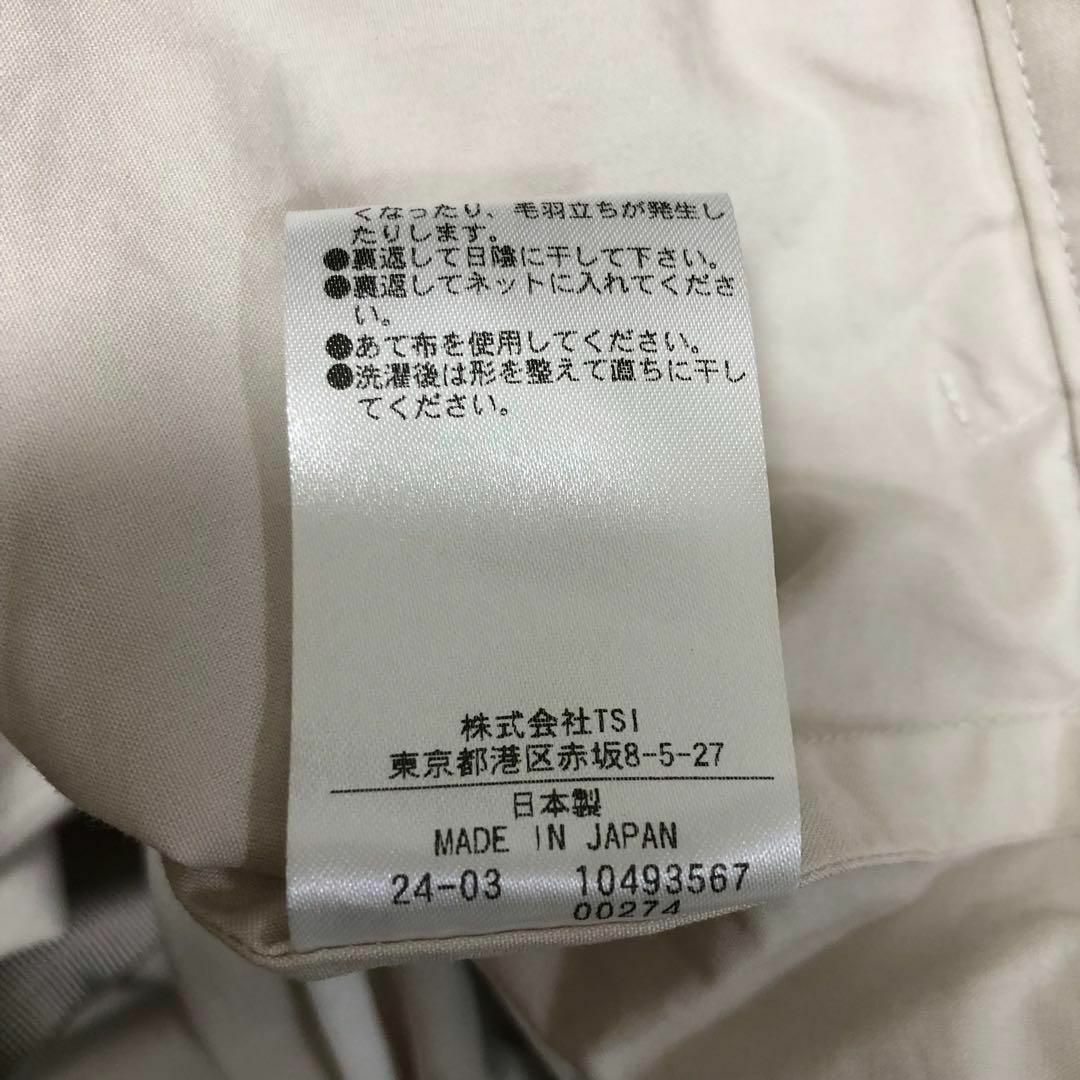 くなったり、毛羽立ちが発生し
たりします。
●裏返して日陰に干して下さい。
●裏返してネットに入れてくださ
い。
●あて布を使用してください。
●洗濯後は形を整えて直ちに干し
てください。
株式会社TSI
東京都港区赤坂8-5-27
日本製
MADE IN JAPAN
24-03 10493567
00274